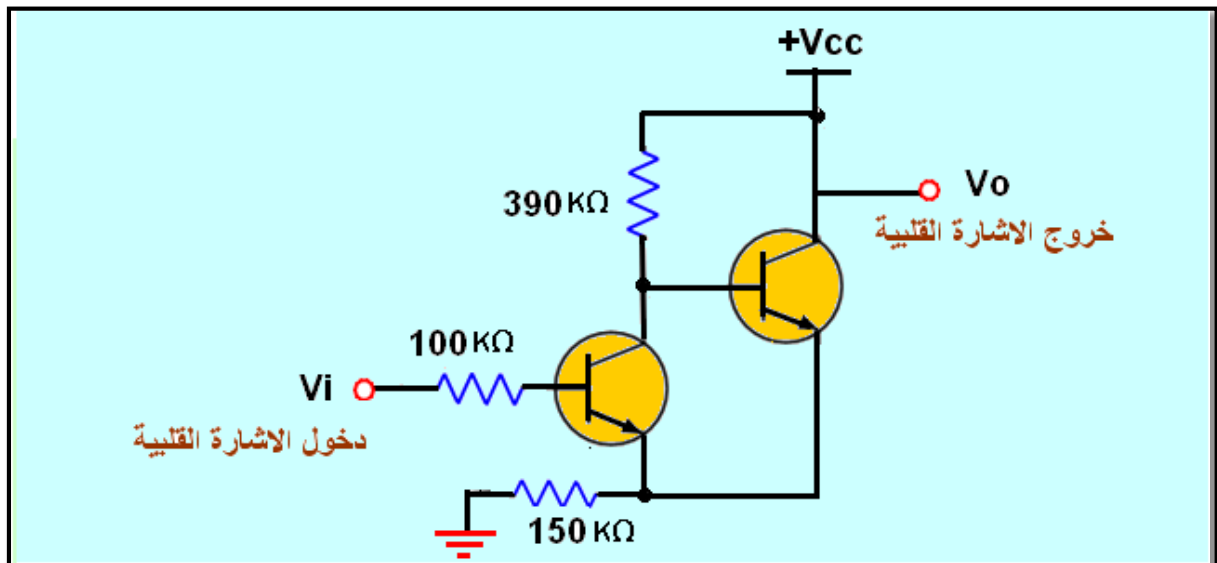 +Vcc
390 KΩ
Vo
خروج الاشارة القلبية
100 KΩ
Vi
دخول الاشارة القلبية
150 KΩ